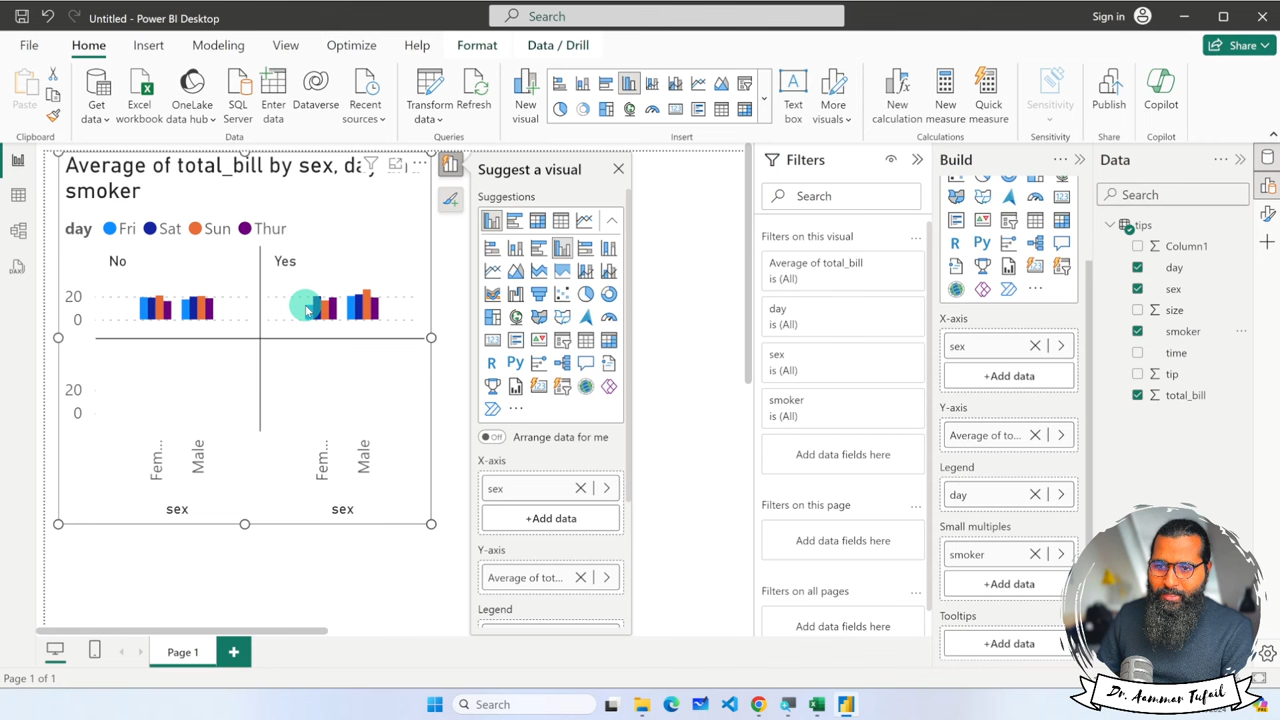 Untitled - Power BI Desktop
Search
Sign in
File
Home
Insert
Modeling
View
Optimize
Help
Format
Data / Drill
Share
Paste
Get data
Excel workbook
OneLake data hub
SQL Server
Enter data
Dataverse
Recent sources
Transform data
Refresh
New visual
Text box
More visuals
New calculation
New measure
Quick measure
Sensitivity
Publish
Copilot
Clipboard
Data
Queries
Insert
Calculations
Sensitivity
Share
Copilot
Average of total_bill by sex, day
smoker
day Fri Sat Sun Thur
No
Yes
20
0
20
0
Fem...
Male
Fem...
Male
sex
sex
Suggest a visual
Suggestions
R Py
Arrange data for me
Off
X-axis
sex
+Add data
Y-axis
Average of tot...
Legend
Filters
Search
Filters on this visual
Average of total_bill
is (All)
day
is (All)
sex
is (All)
smoker
is (All)
Add data fields here
Filters on this page
Add data fields here
Filters on all pages
Add data fields here
Build
R Py
X-axis
sex
+Add data
Y-axis
Average of to...
Legend
day
Small multiples
smoker
+Add data
Tooltips
+Add data
Data
Search
tips
Column1
day
sex
size
smoker
time
tip
total_bill
Page 1
Page 1 of 1
Search
Dr. Aammar Tufail